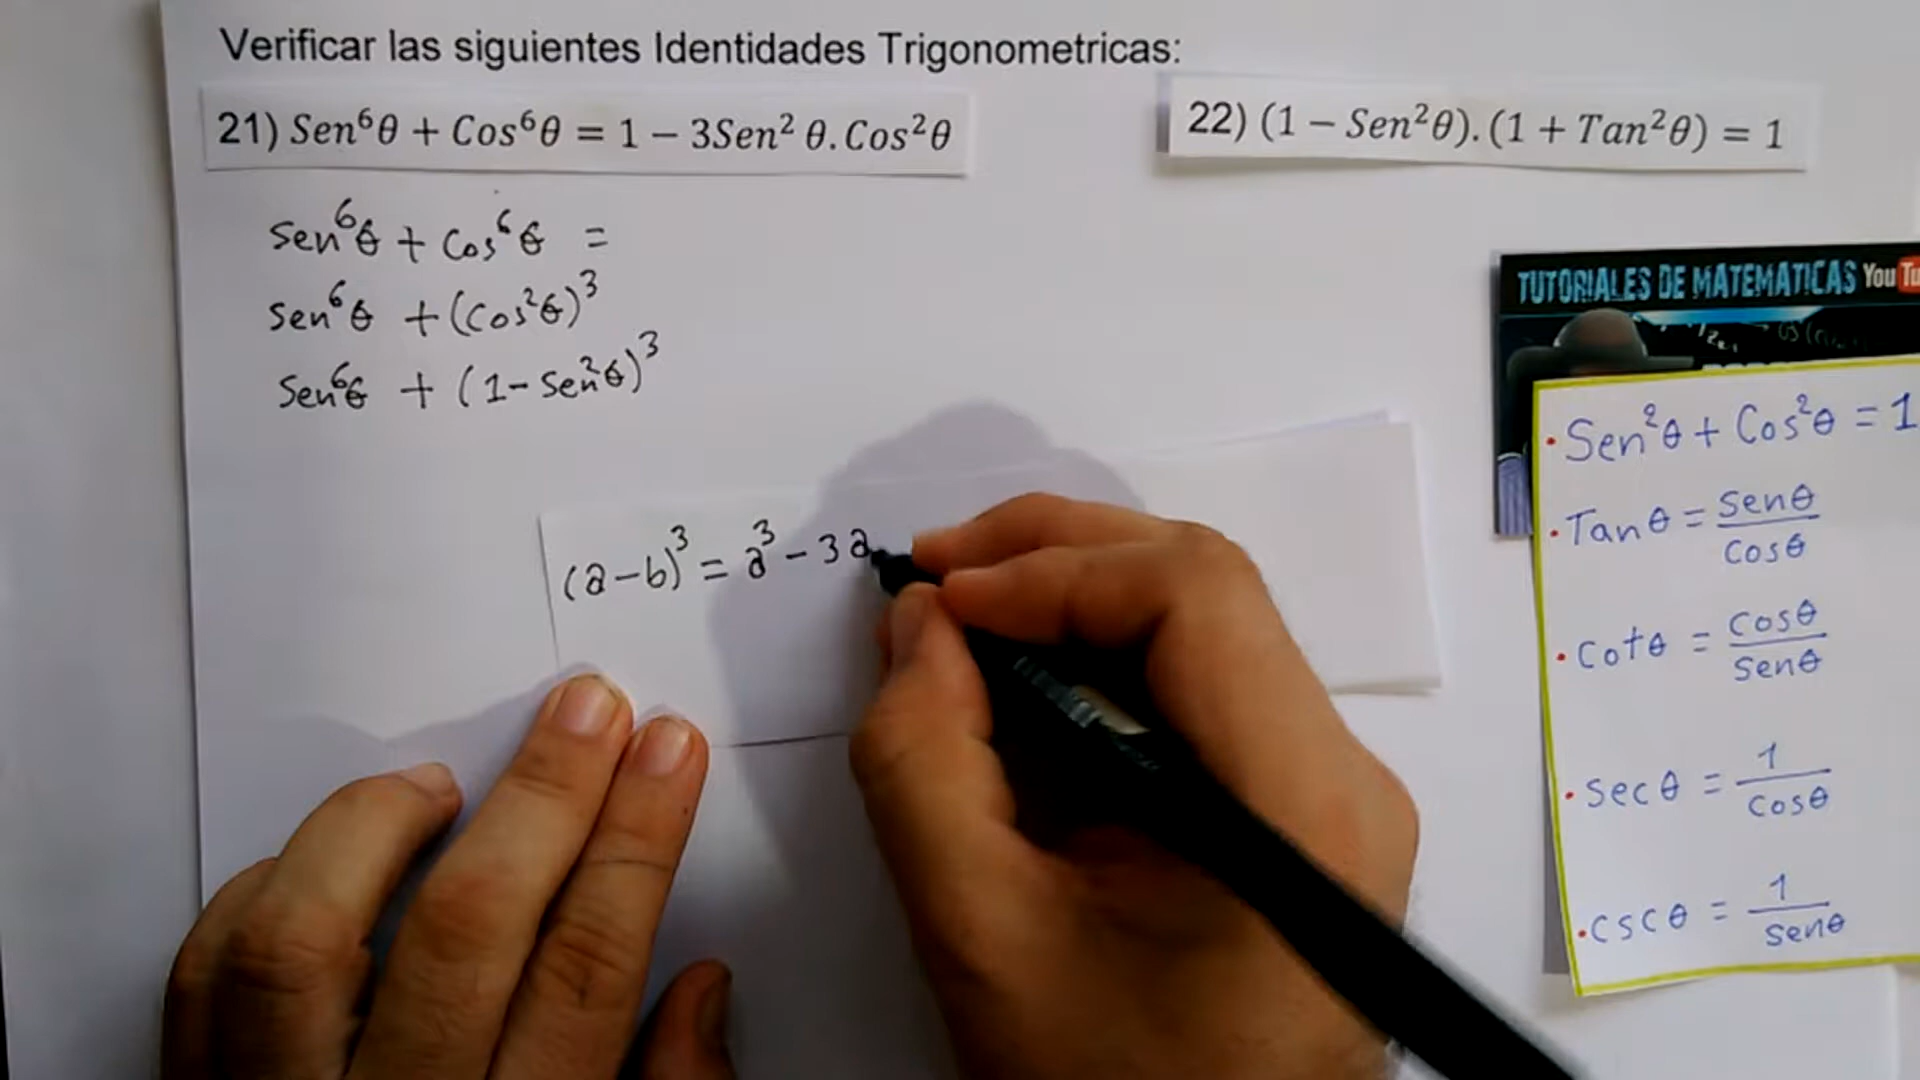 Verificar las siguientes Identidades Trigonometricas:
21) Sen⁶θ + Cos⁶θ = 1 − 3Sen² θ.Cos²θ
22) (1 − Sen²θ).(1 + Tan²θ) = 1
Sen⁶θ + Cos⁶θ =
Sen⁶θ + (Cos²θ)³
Sen⁶θ + (1 - Sen²θ)³
(a-b)³ = a³ - 3a
TUTORIALES DE MATEMATICAS You
• Sen²θ + Cos²θ = 1
• Tanθ = senθ/cosθ
• Cotθ = cosθ/senθ
• Secθ = 1/cosθ
• Cscθ = 1/senθ